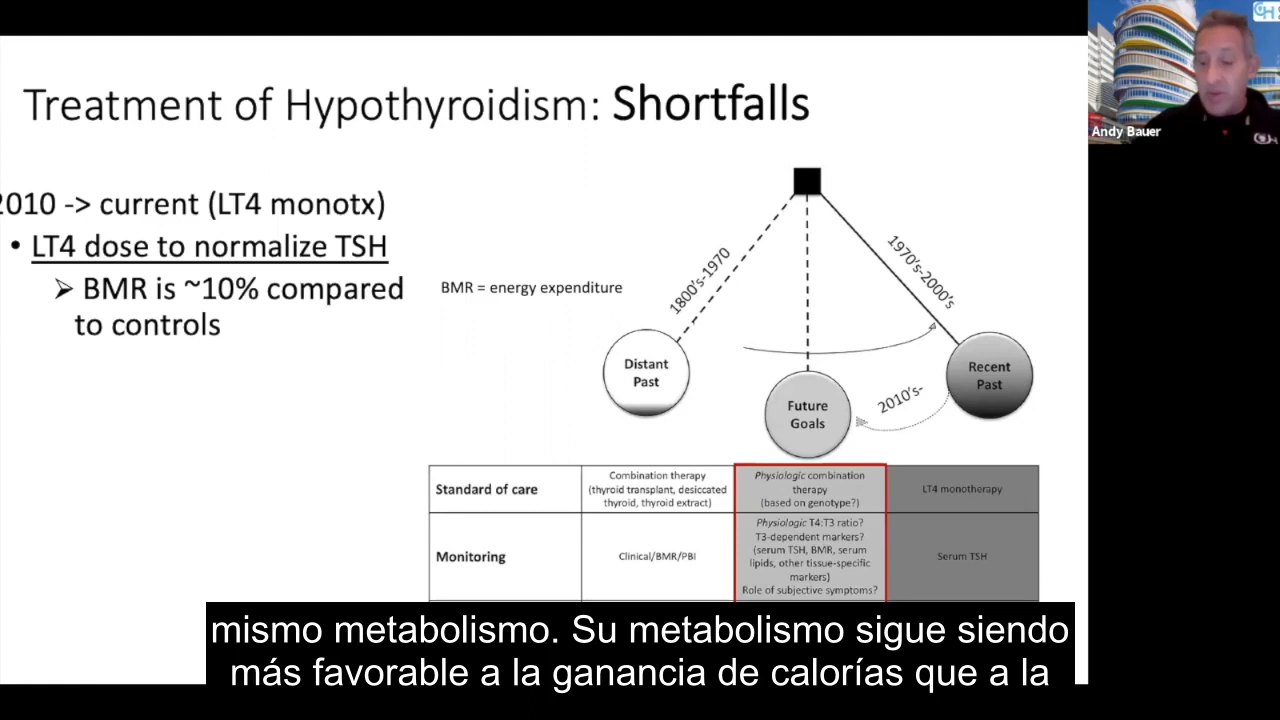 Treatment of Hypothyroidism: Shortfalls
2010 -> current (LT4 monotx)
• LT4 dose to normalize TSH
➢ BMR is ~10% compared
to controls
BMR = energy expenditure
1800's-1970
1970's-2000's
Distant
Past
Future
Goals
Recent
Past
2010's-
Standard of care
Combination therapy
(thyroid transplant, desiccated
thyroid, thyroid extract)
Physiologic combination
therapy
(based on genotype?)
LT4 monotherapy
Monitoring
Clinical/BMR/PBI
Physiologic T4:T3 ratio?
T3-dependent markers?
(serum TSH, BMR, serum
lipids, other tissue-specific
markers)
Role of subjective symptoms?
Serum TSH
Andy Bauer
mismo metabolismo. Su metabolismo sigue siendo
más favorable a la ganancia de calorías que a la